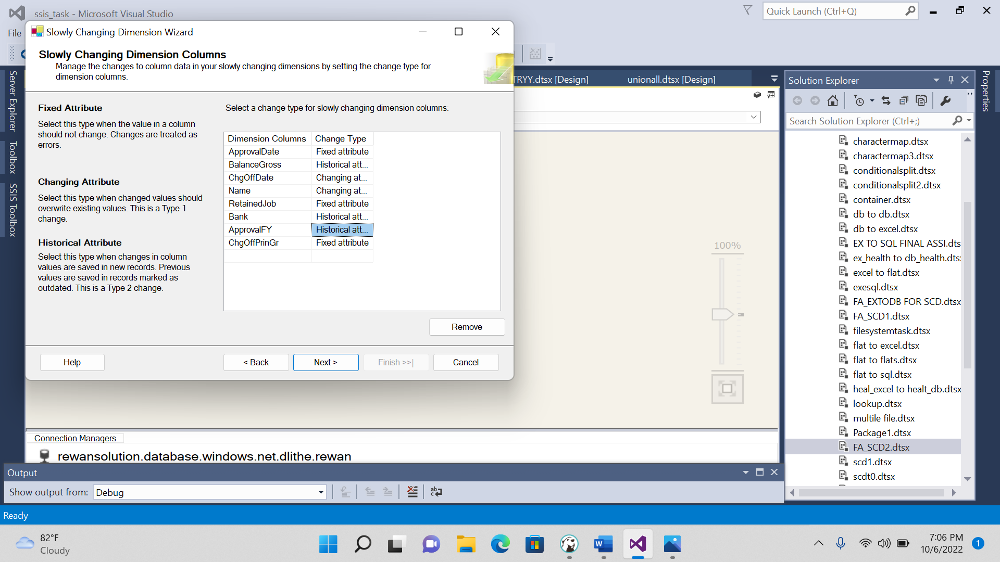 ssis_task - Microsoft Visual Studio
Quick Launch (Ctrl+Q)
File
Slowly Changing Dimension Wizard
Slowly Changing Dimension Columns
Manage the changes to column data in your slowly changing dimensions by setting the change type for
dimension columns.
Server Explorer
Toolbox
SSIS Toolbox
Fixed Attribute
Select this type when the value in a column
should not change. Changes are treated as
errors.
Changing Attribute
Select this type when changed values should
overwrite existing values. This is a Type 1
change.
Historical Attribute
Select this type when changes in column
values are saved in new records. Previous
values are saved in records marked as
outdated. This is a Type 2 change.
Select a change type for slowly changing dimension columns:
Dimension Columns Change Type
ApprovalDate Fixed attribute
BalanceGross Historical att...
ChgOffDate Changing at...
Name Changing at...
RetainedJob Fixed attribute
Bank Historical att...
ApprovalFY Historical att...
ChgOffPrinGr Fixed attribute
Remove
Help
< Back
Next >
Finish >>|
Cancel
TRYY.dtsx [Design]
unionall.dtsx [Design]
100%
Solution Explorer
Search Solution Explorer (Ctrl+;)
charactermap.dtsx
charactermap3.dtsx
conditionalsplit.dtsx
conditionalsplit2.dtsx
container.dtsx
db to db.dtsx
db to excel.dtsx
EX TO SQL FINAL ASSI.dts
ex_health to db_health.dts
excel to flat.dtsx
exesql.dtsx
FA_EXTODB FOR SCD.dtsx
FA_SCD1.dtsx
filesystemtask.dtsx
flat to excel.dtsx
flat to flats.dtsx
flat to sql.dtsx
heal_excel to healt_db.dtsx
lookup.dtsx
multile file.dtsx
Package1.dtsx
FA_SCD2.dtsx
scd1.dtsx
scdt0.dtsx
Properties
Connection Managers
rewansolution.database.windows.net.dlithe.rewan
Output
Show output from: Debug
Ready
82°F
Cloudy
7:06 PM
10/6/2022
1